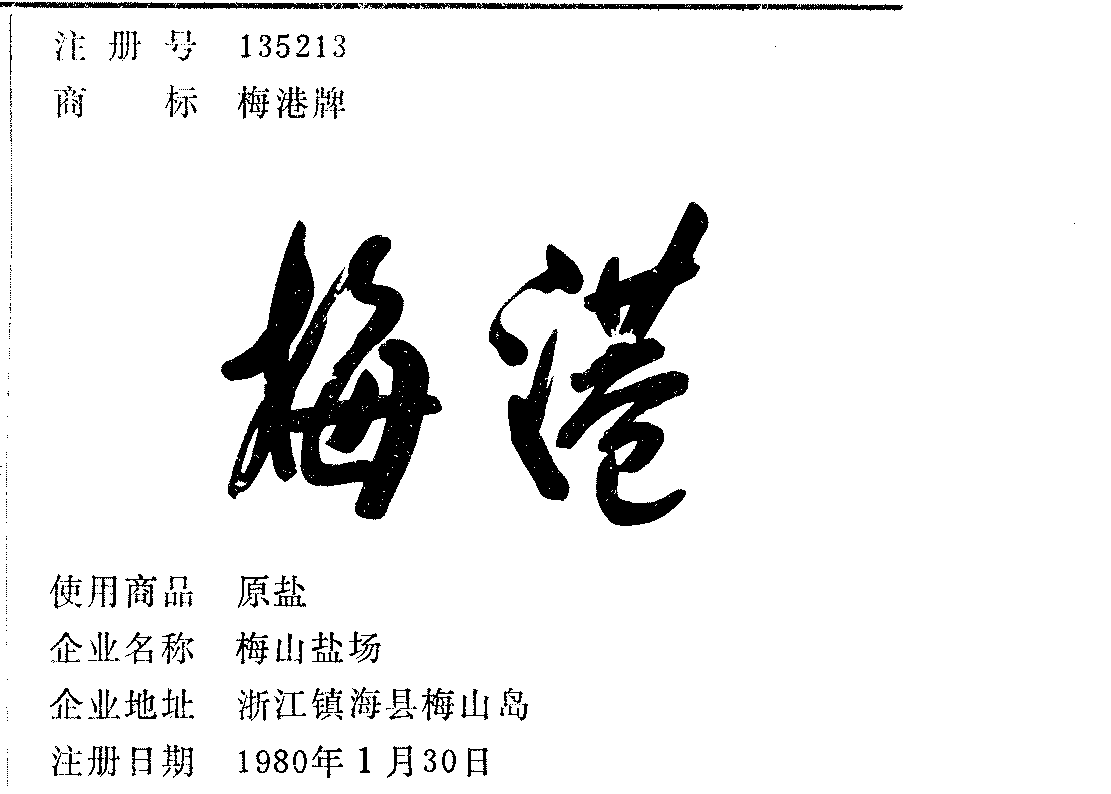 注册号 135213
商标 梅港牌
梅港
使用商品 原盐
企业名称 梅山盐场
企业地址 浙江镇海县梅山岛
注册日期 1980年1月30日